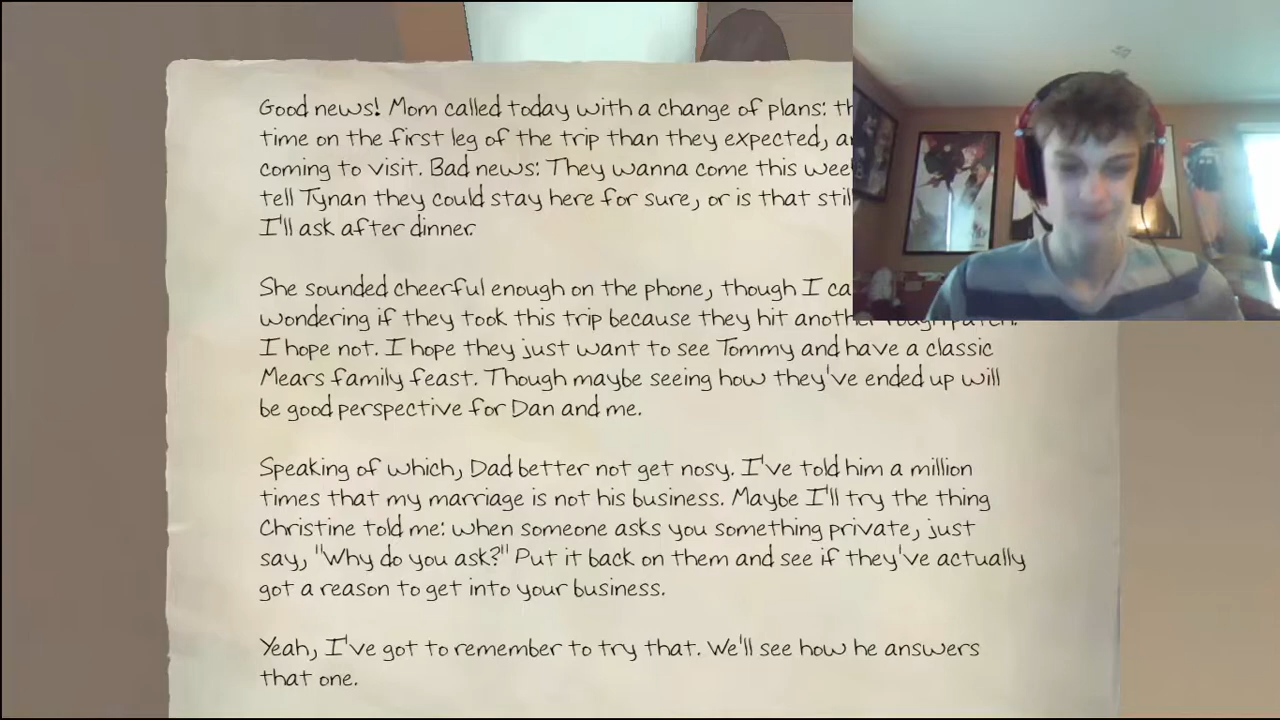 Good news! Mom called today with a change of plans:
time on the first leg of the trip than they expected,
coming to visit. Bad news: They wanna come this
tell Tynan they could stay here for sure, or is that
I'll ask after dinner.
She sounded cheerful enough on the phone, though I
wondering if they took this trip because they hit another rough patch.
I hope not. I hope they just want to see Tommy and have a classic
Mears family feast. Though maybe seeing how they've ended up will
be good perspective for Dan and me.
Speaking of which, Dad better not get nosy. I've told him a million
times that my marriage is not his business. Maybe I'll try the thing
Christine told me: when someone asks you something private, just
say, "Why do you ask?" Put it back on them and see if they've actually
got a reason to get into your business.
Yeah, I've got to remember to try that. We'll see how he answers
that one.